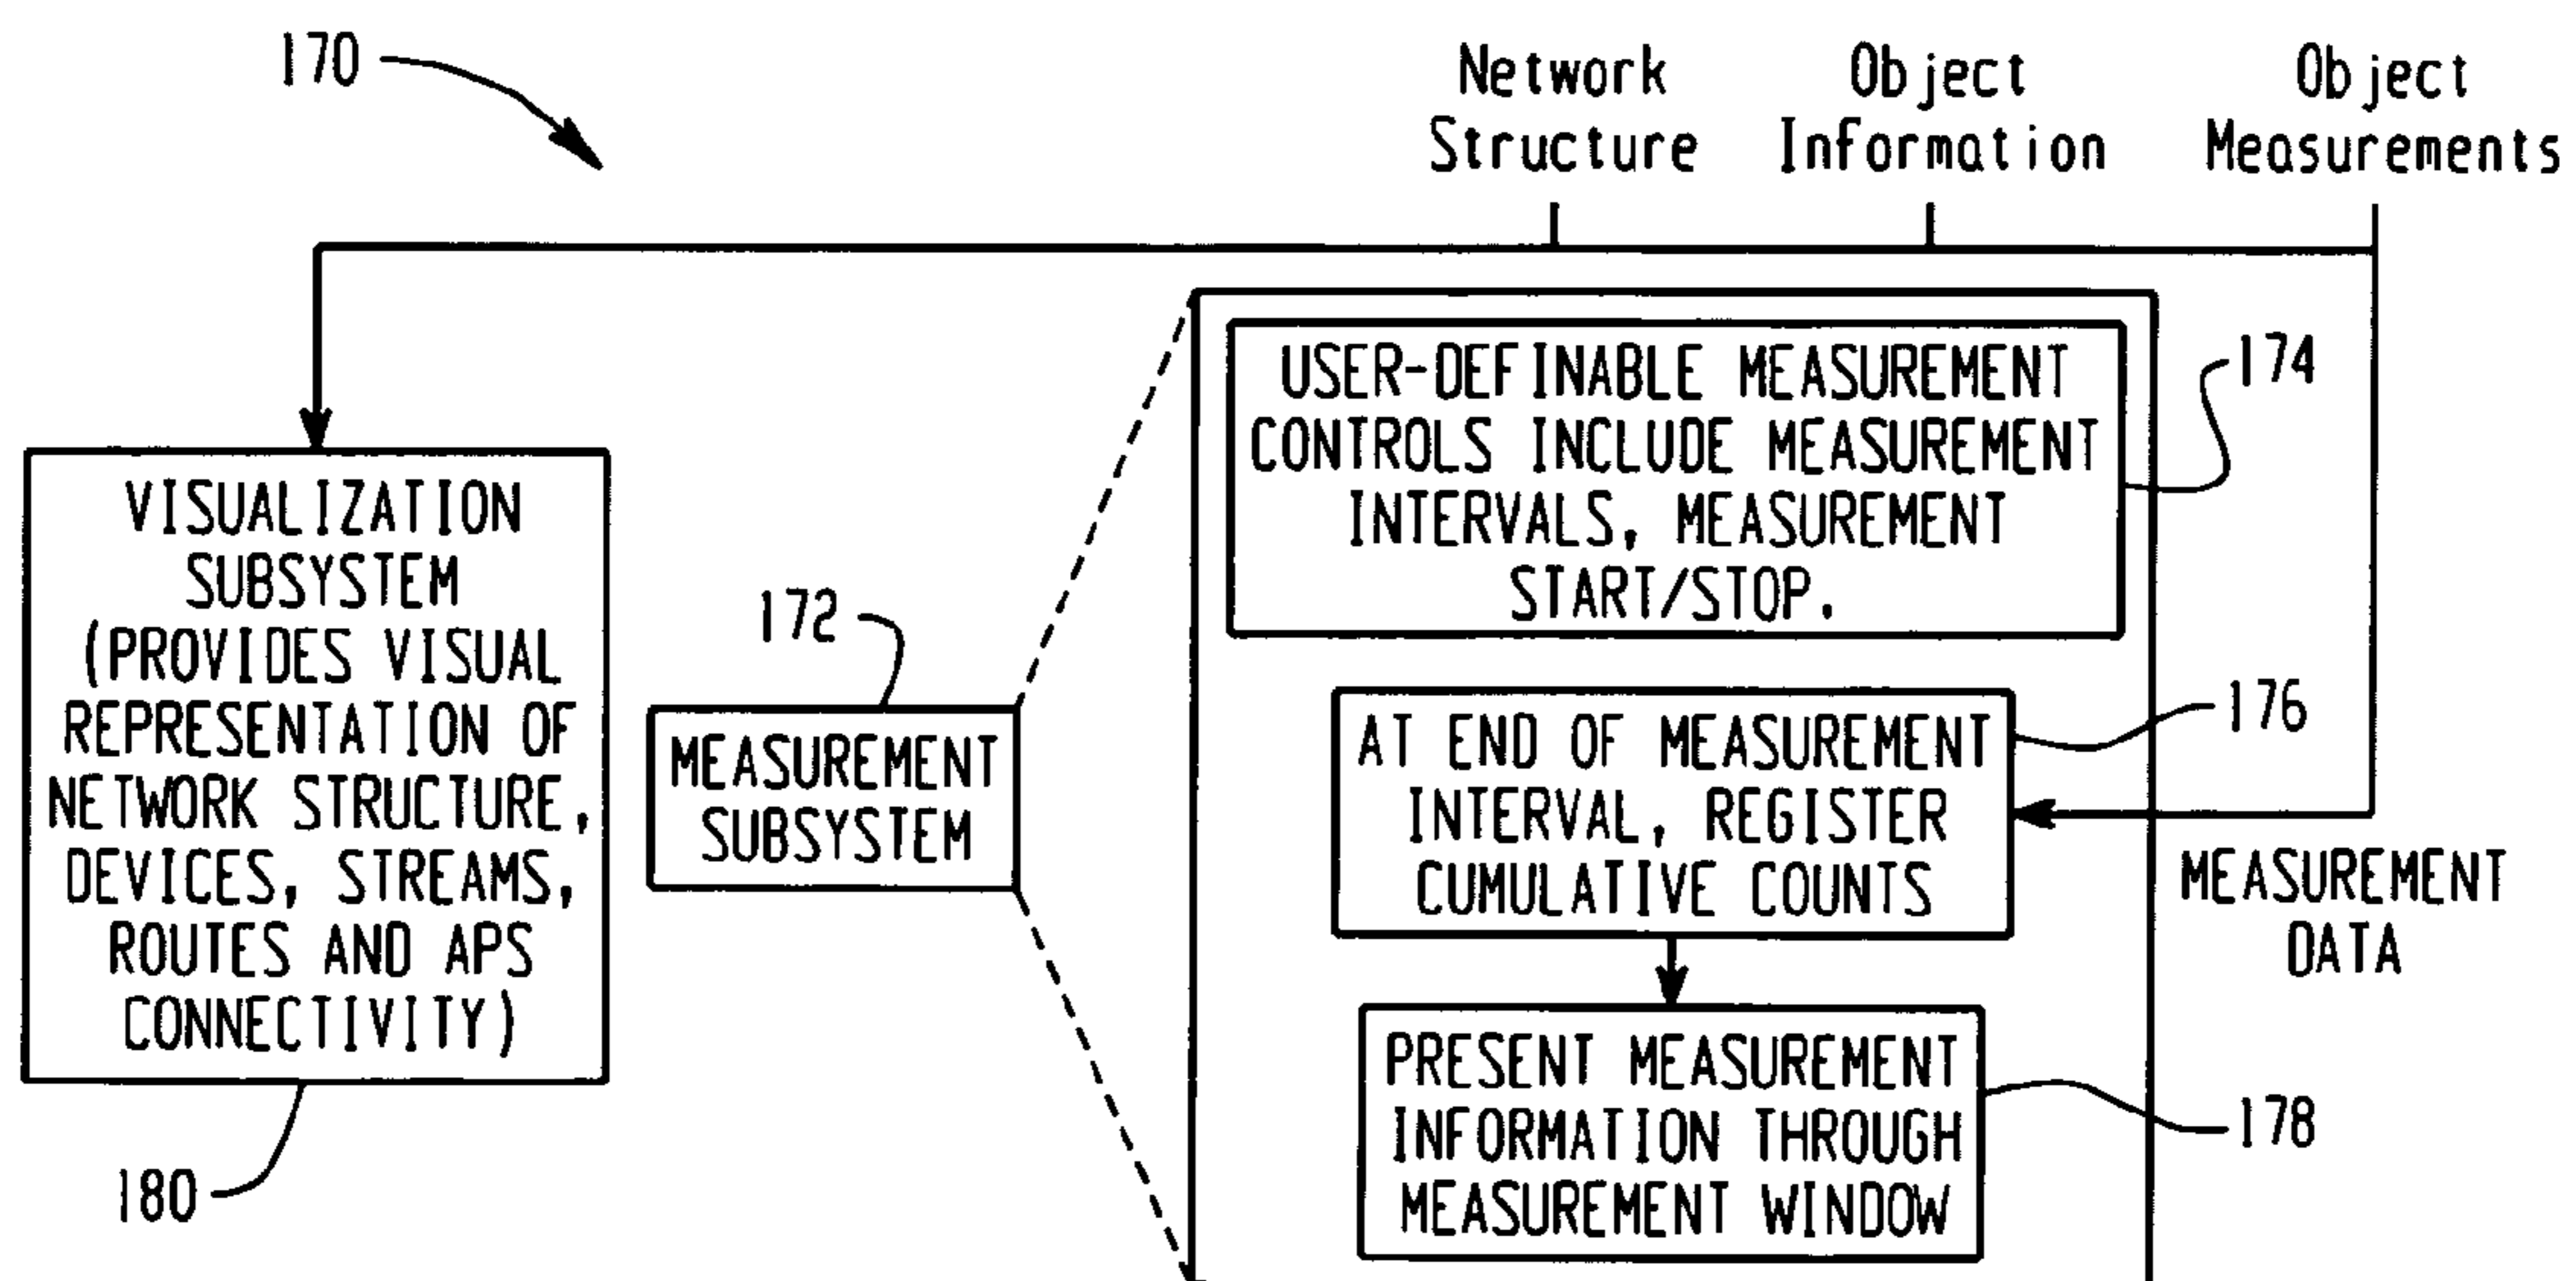 170
Network
Structure
Object
Information
Object
Measurements
USER-DEFINABLE MEASUREMENT
CONTROLS INCLUDE MEASUREMENT
INTERVALS, MEASUREMENT
START/STOP.
174
VISUALIZATION
SUBSYSTEM
(PROVIDES VISUAL
REPRESENTATION OF
NETWORK STRUCTURE,
DEVICES, STREAMS,
ROUTES AND APS
CONNECTIVITY)
180
172
MEASUREMENT
SUBSYSTEM
AT END OF MEASUREMENT
INTERVAL, REGISTER
CUMULATIVE COUNTS
176
MEASUREMENT
DATA
PRESENT MEASUREMENT
INFORMATION THROUGH
MEASUREMENT WINDOW
178